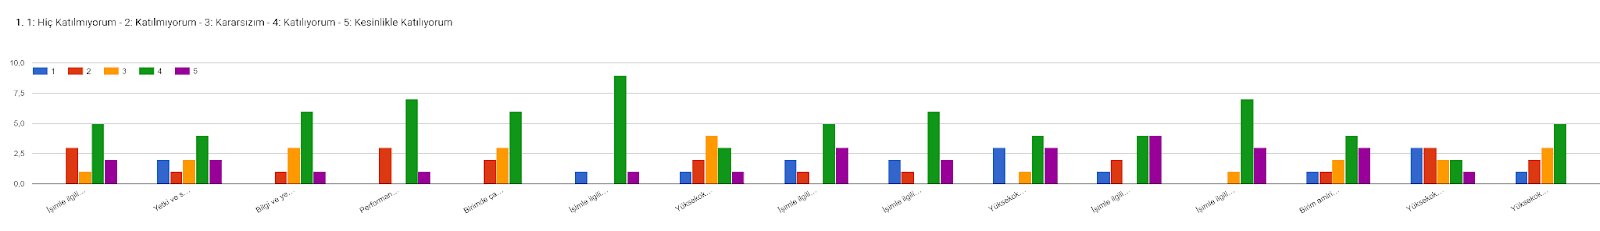 1. 1: Hiç Katılmıyorum - 2: Katılmıyorum - 3: Kararsızım - 4: Katılıyorum - 5: Kesinlikle Katılıyorum
10,0
1 2 3 4 5
7,5
5,0
2,5
0,0
İşimle ilgili…
Yetki ve s…
Bilgi ve ye…
Performan…
Birimde ça…
İşimle ilgili…
Yüksekok…
İşimle ilgili…
İşimle ilgili…
Yüksekok…
İşimle ilgili…
İşimle ilgili…
Birim amiri…
Yüksekok…
Yüksekok…